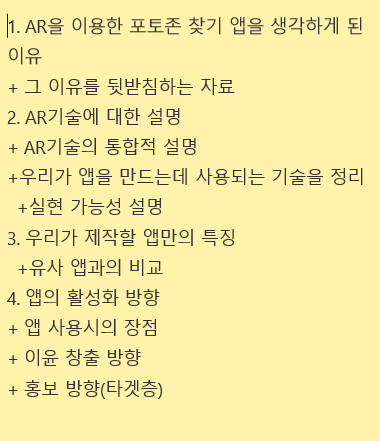 1. AR을 이용한 포토존 찾기 앱을 생각하게 된
이유
+ 그 이유를 뒷받침하는 자료
2. AR기술에 대한 설명
+ AR기술의 통합적 설명
+우리가 앱을 만드는데 사용되는 기술을 정리
+실현 가능성 설명
3. 우리가 제작할 앱만의 특징
+유사 앱과의 비교
4. 앱의 활성화 방향
+ 앱 사용시의 장점
+ 이윤 창출 방향
+ 홍보 방향(타겟층)